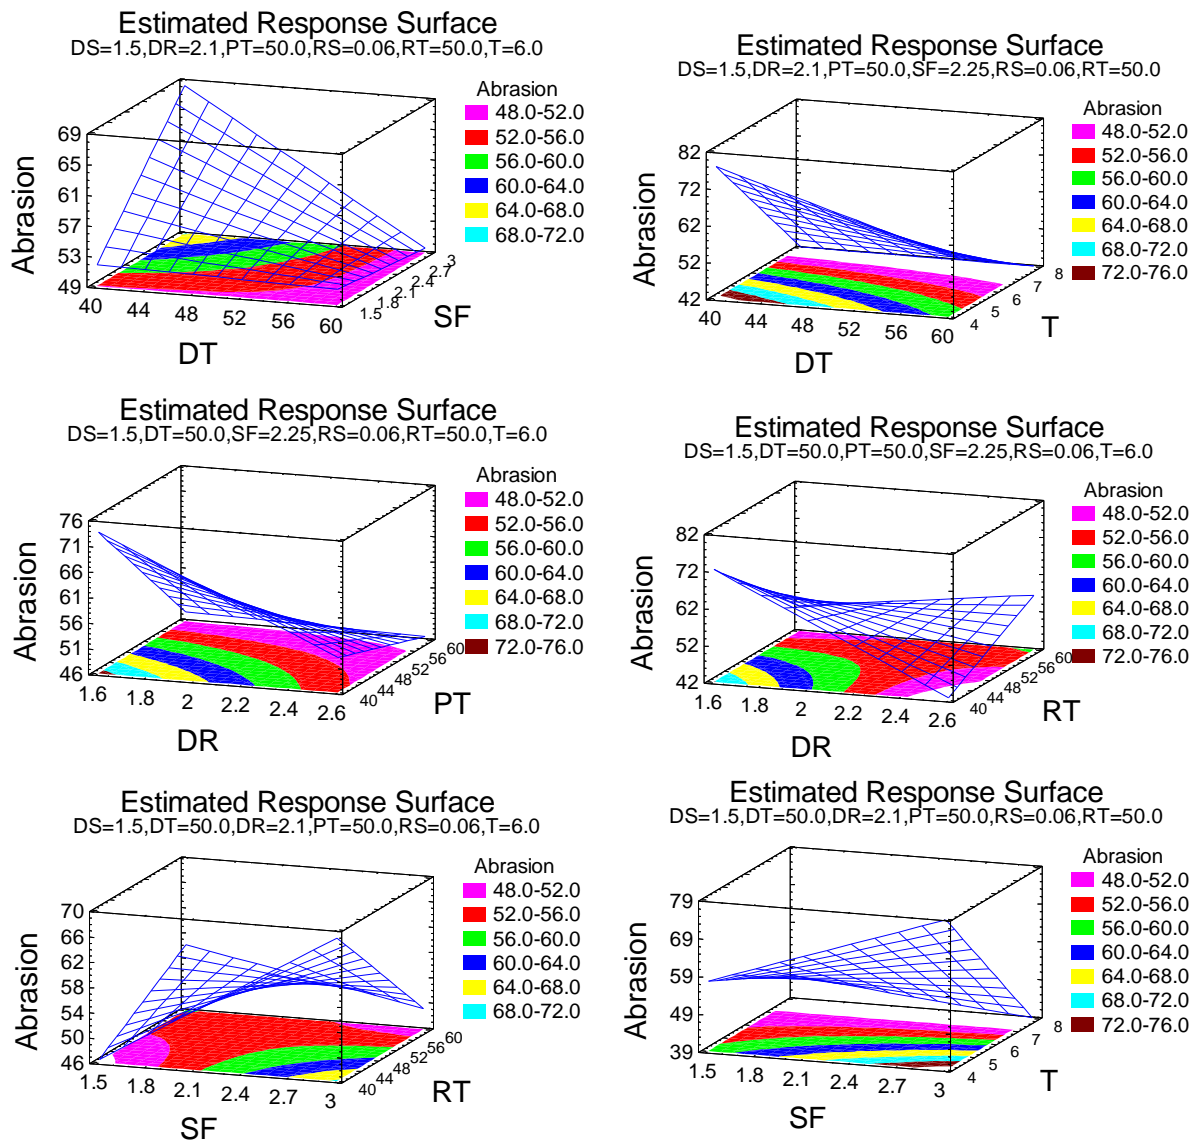 Estimated Response Surface
DS=1.5,DR=2.1,PT=50.0,RS=0.06,RT=50.0,T=6.0
Abrasion
48.0-52.0
52.0-56.0
56.0-60.0
60.0-64.0
64.0-68.0
68.0-72.0
Abrasion
69
65
61
57
53
49
40 44 48 52 56 60
DT
1.5 1.8 2.1 2.4 2.7 3
SF
Estimated Response Surface
DS=1.5,DR=2.1,PT=50.0,SF=2.25,RS=0.06,RT=50.0
Abrasion
48.0-52.0
52.0-56.0
56.0-60.0
60.0-64.0
64.0-68.0
68.0-72.0
72.0-76.0
Abrasion
82
72
62
52
42
40 44 48 52 56 60
DT
4 5 6 7 8
T
Estimated Response Surface
DS=1.5,DT=50.0,SF=2.25,RS=0.06,RT=50.0,T=6.0
Abrasion
48.0-52.0
52.0-56.0
56.0-60.0
60.0-64.0
64.0-68.0
68.0-72.0
72.0-76.0
Abrasion
76
71
66
61
56
51
46
1.6 1.8 2 2.2 2.4 2.6
DR
40 44 48 52 56 60
PT
Estimated Response Surface
DS=1.5,DT=50.0,PT=50.0,SF=2.25,RS=0.06,T=6.0
Abrasion
48.0-52.0
52.0-56.0
56.0-60.0
60.0-64.0
64.0-68.0
68.0-72.0
72.0-76.0
Abrasion
82
72
62
52
42
1.6 1.8 2 2.2 2.4 2.6
DR
40 44 48 52 56 60
RT
Estimated Response Surface
DS=1.5,DT=50.0,DR=2.1,PT=50.0,RS=0.06,T=6.0
Abrasion
48.0-52.0
52.0-56.0
56.0-60.0
60.0-64.0
64.0-68.0
68.0-72.0
Abrasion
70
66
62
58
54
50
46
1.5 1.8 2.1 2.4 2.7 3
SF
40 44 48 52 56 60
RT
Estimated Response Surface
DS=1.5,DT=50.0,DR=2.1,PT=50.0,RS=0.06,RT=50.0
Abrasion
48.0-52.0
52.0-56.0
56.0-60.0
60.0-64.0
64.0-68.0
68.0-72.0
72.0-76.0
Abrasion
79
69
59
49
39
1.5 1.8 2.1 2.4 2.7 3
SF
4 5 6 7 8
T